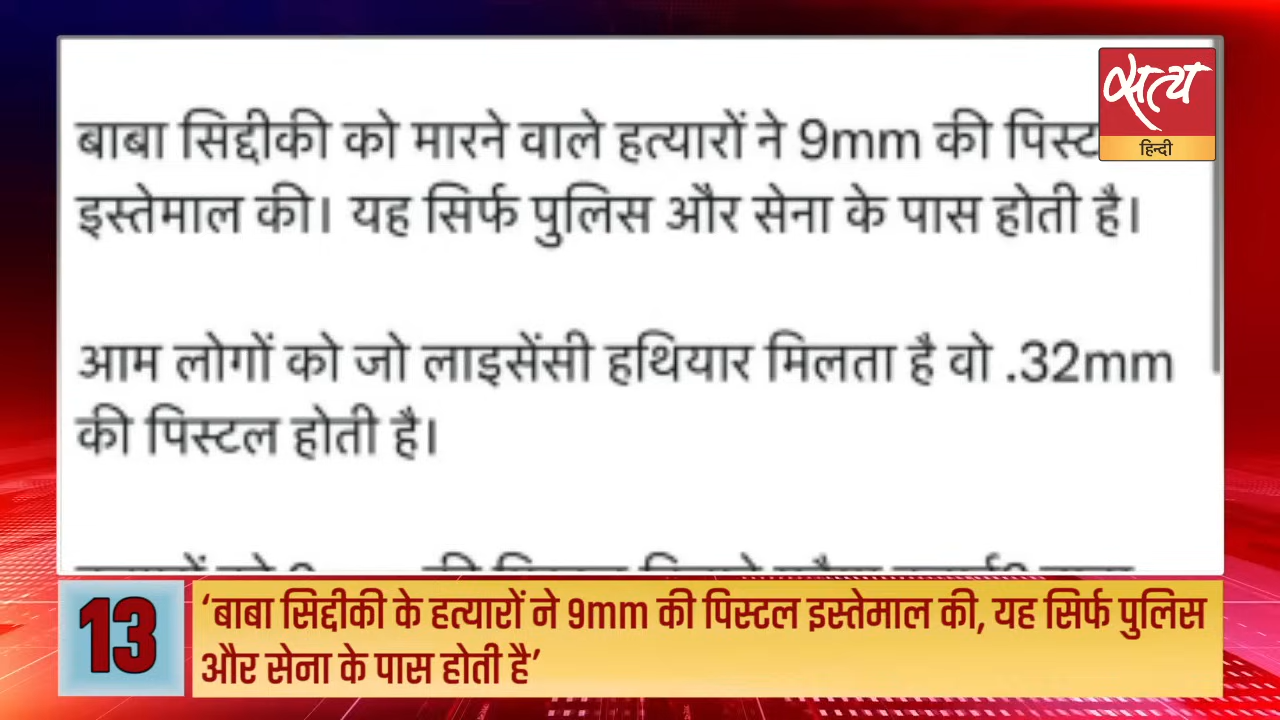 सत्य
हिन्दी
बाबा सिद्दीकी को मारने वाले हत्यारों ने 9mm की
इस्तेमाल की। यह सिर्फ पुलिस और सेना के पास होती है।
आम लोगों को जो लाइसेंसी हथियार मिलता है वो .32mm
की पिस्टल होती है।
13
‘बाबा सिद्दीकी के हत्यारों ने 9mm की पिस्टल इस्तेमाल की, यह सिर्फ पुलिस
और सेना के पास होती है’